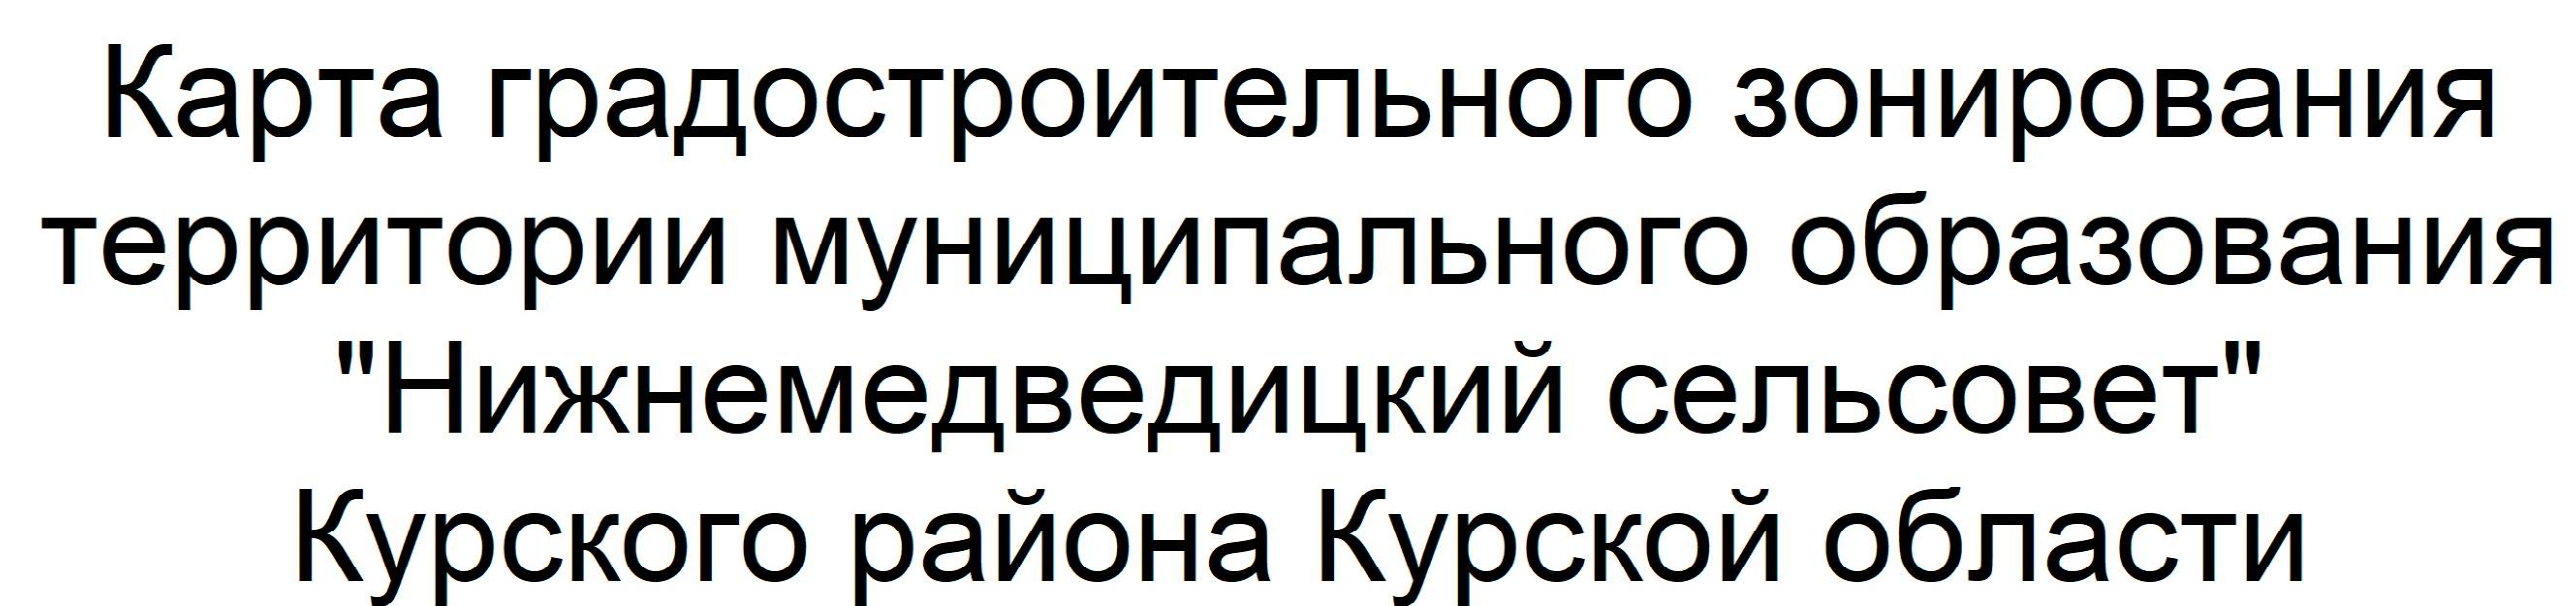 Карта градостроительного зонирования
территории муниципального образования
"Нижнемедведицкий сельсовет"
Курского района Курской области